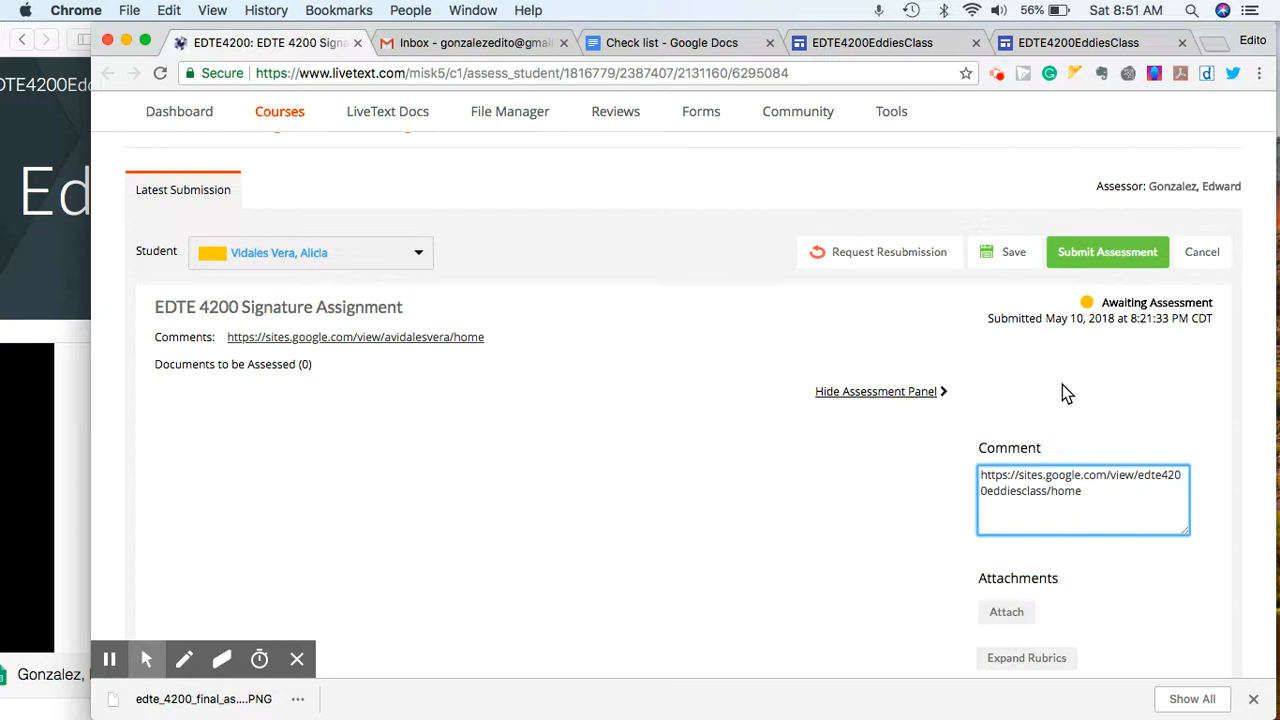 Chrome File Edit View History Bookmarks People Window Help 56% Sat 8:51 AM
EDTE4200: EDTE 4200 Signa
Inbox - gonzalezedito@gmail
Check list - Google Docs
EDTE4200EddiesClass
EDTE4200EddiesClass
Edito
Secure https://www.livetext.com/misk5/c1/assess_student/1816779/2387407/2131160/6295084
Dashboard Courses LiveText Docs File Manager Reviews Forms Community Tools
Latest Submission
Assessor: Gonzalez, Edward
Student Vidales Vera, Alicia
Request Resubmission Save Submit Assessment Cancel
EDTE 4200 Signature Assignment
Awaiting Assessment
Submitted May 10, 2018 at 8:21:33 PM CDT
Comments: https://sites.google.com/view/avidalesvera/home
Documents to be Assessed (0)
Hide Assessment Panel
Comment
https://sites.google.com/view/edte420
0eddiesclass/home
Attachments
Attach
Expand Rubrics
edte_4200_final_as....PNG
Show All
Ed
Gonzalez,